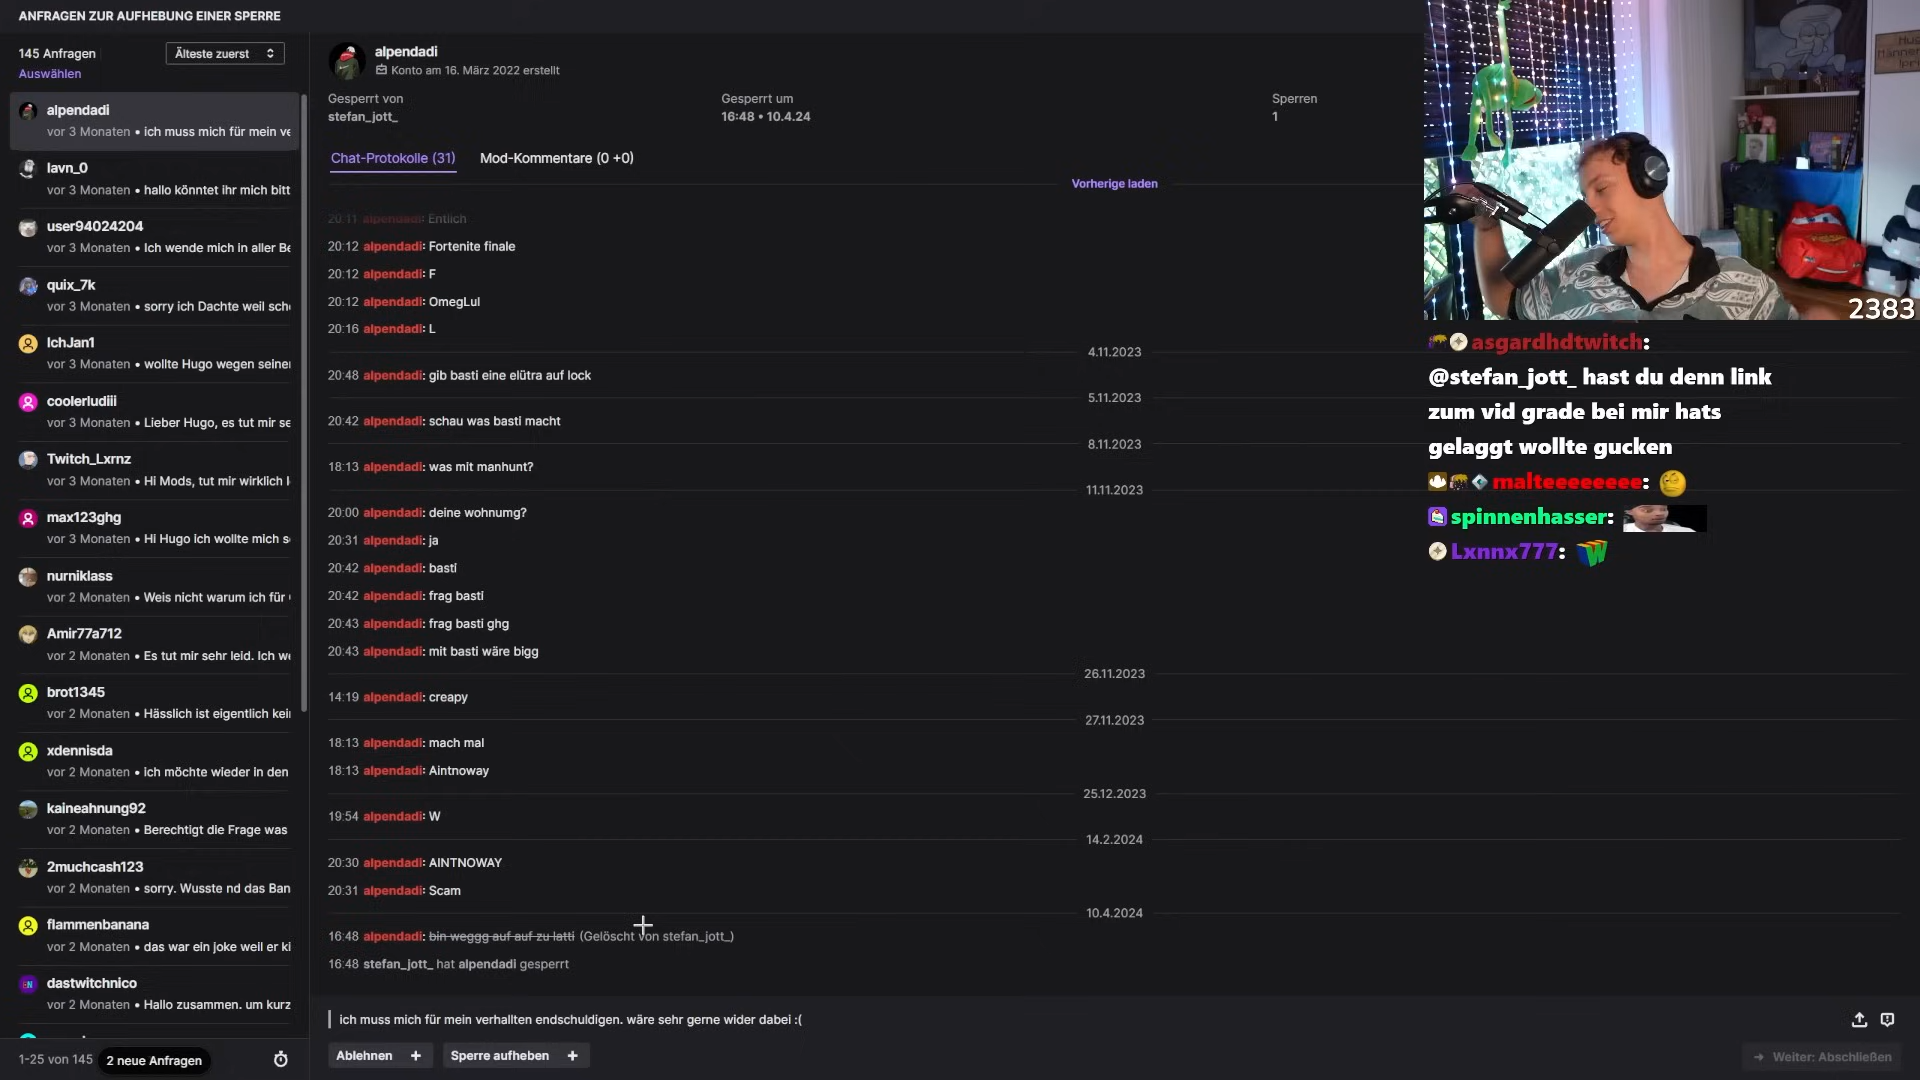 ANFRAGEN ZUR AUFHEBUNG EINER SPERRE
145 Anfragen
Älteste zuerst
Auswählen
alpendadi
vor 3 Monaten • ich muss mich für mein ve
lavn_0
vor 3 Monaten • hallo könntet ihr mich bitt
user94024204
vor 3 Monaten • Ich wende mich in aller Be
quix_7k
vor 3 Monaten • sorry ich Dachte weil sch
IchJan1
vor 3 Monaten • wollte Hugo wegen seine
coolerludiii
vor 3 Monaten • Lieber Hugo, es tut mir se
Twitch_Lxrnz
vor 3 Monaten • Hi Mods, tut mir wirklich l
max123ghg
vor 3 Monaten • Hi Hugo ich wollte mich s
nurniklass
vor 2 Monaten • Weis nicht warum ich für
Amir77a712
vor 2 Monaten • Es tut mir sehr leid. Ich we
brot1345
vor 2 Monaten • Hässlich ist eigentlich kei
xdennisda
vor 2 Monaten • ich möchte wieder in den
kaineahnung92
vor 2 Monaten • Berechtigt die Frage was
2muchcash123
vor 2 Monaten • sorry. Wusste nd das Ban
flammenbanana
vor 2 Monaten • das war ein joke weil er ki
dastwitchnico
vor 2 Monaten • Hallo zusammen. um kurz
1-25 von 145
2 neue Anfragen
alpendadi
Konto am 16. März 2022 erstellt
Gesperrt von
stefan_jott_
Gesperrt um
16:48 • 10.4.24
Sperren
1
Chat-Protokolle (31)
Mod-Kommentare (0 +0)
Vorherige laden
20:11 alpendadi: Entlich
20:12 alpendadi: Fortenite finale
20:12 alpendadi: F
20:12 alpendadi: OmegLul
20:16 alpendadi: L
4.11.2023
20:48 alpendadi: gib basti eine elütra auf lock
5.11.2023
20:42 alpendadi: schau was basti macht
8.11.2023
18:13 alpendadi: was mit manhunt?
11.11.2023
20:00 alpendadi: deine wohnumg?
20:31 alpendadi: ja
20:42 alpendadi: basti
20:42 alpendadi: frag basti
20:43 alpendadi: frag basti ghg
20:43 alpendadi: mit basti wäre bigg
26.11.2023
14:19 alpendadi: creapy
27.11.2023
18:13 alpendadi: mach mal
18:13 alpendadi: Aintnoway
25.12.2023
19:54 alpendadi: W
14.2.2024
20:30 alpendadi: AINTNOWAY
20:31 alpendadi: Scam
10.4.2024
16:48 alpendadi: bin weggg auf auf zu latti (Gelöscht von stefan_jott_)
16:48 stefan_jott_ hat alpendadi gesperrt
ich muss mich für mein verhallten endschuldigen. wäre sehr gerne wider dabei :(
Ablehnen +
Sperre aufheben +
Weiter: Abschließen
2383
asgardhdtwitch:
@stefan_jott_ hast du denn link
zum vid grade bei mir hats
gelaggt wollte gucken
malteeeeeeee:
spinnenhasser:
Lxnnx777: